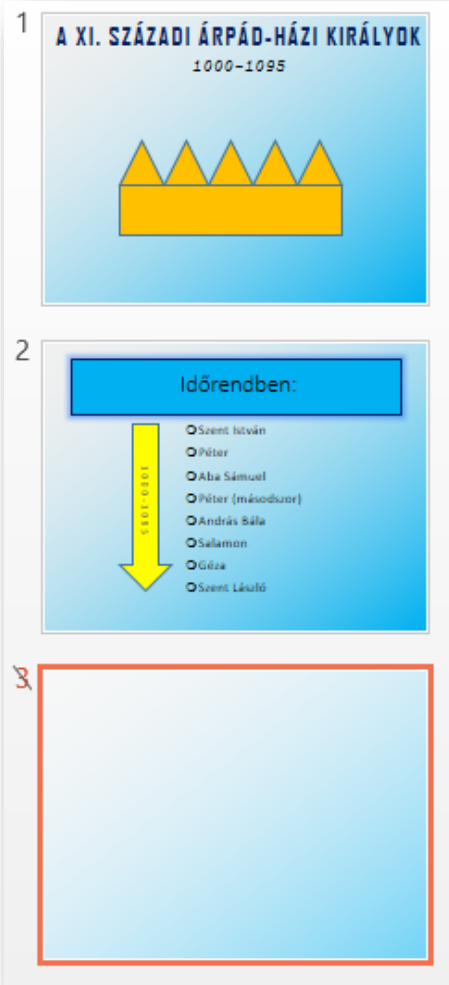 1
A XI. SZÁZADI ÁRPÁD-HÁZI KIRÁLYOK
1000-1095
2
Időrendben:
1000-1095
Szent István
Péter
Aba Sámuel
Péter (másodszor)
András Bála
Salamon
Géza
Szent László
3